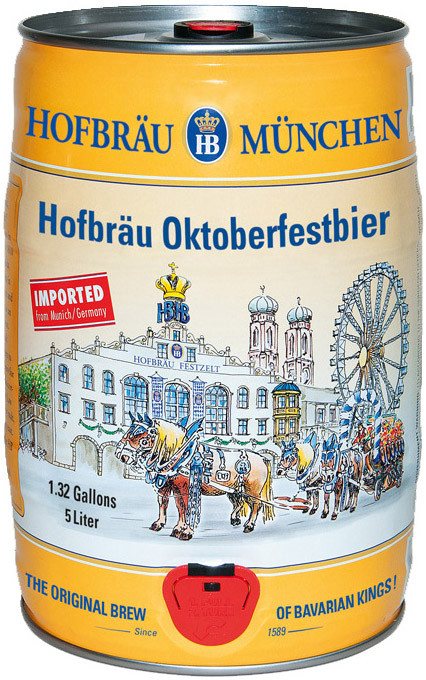 HOFBRÄU HB MÜNCHEN
Hofbräu Oktoberfestbier
IMPORTED
from Munich/Germany
HB
HOFBRÄU HB FESTZELT
1.32 Gallons
5 Liter
THE ORIGINAL BREW OF BAVARIAN KINGS!
Since 1589